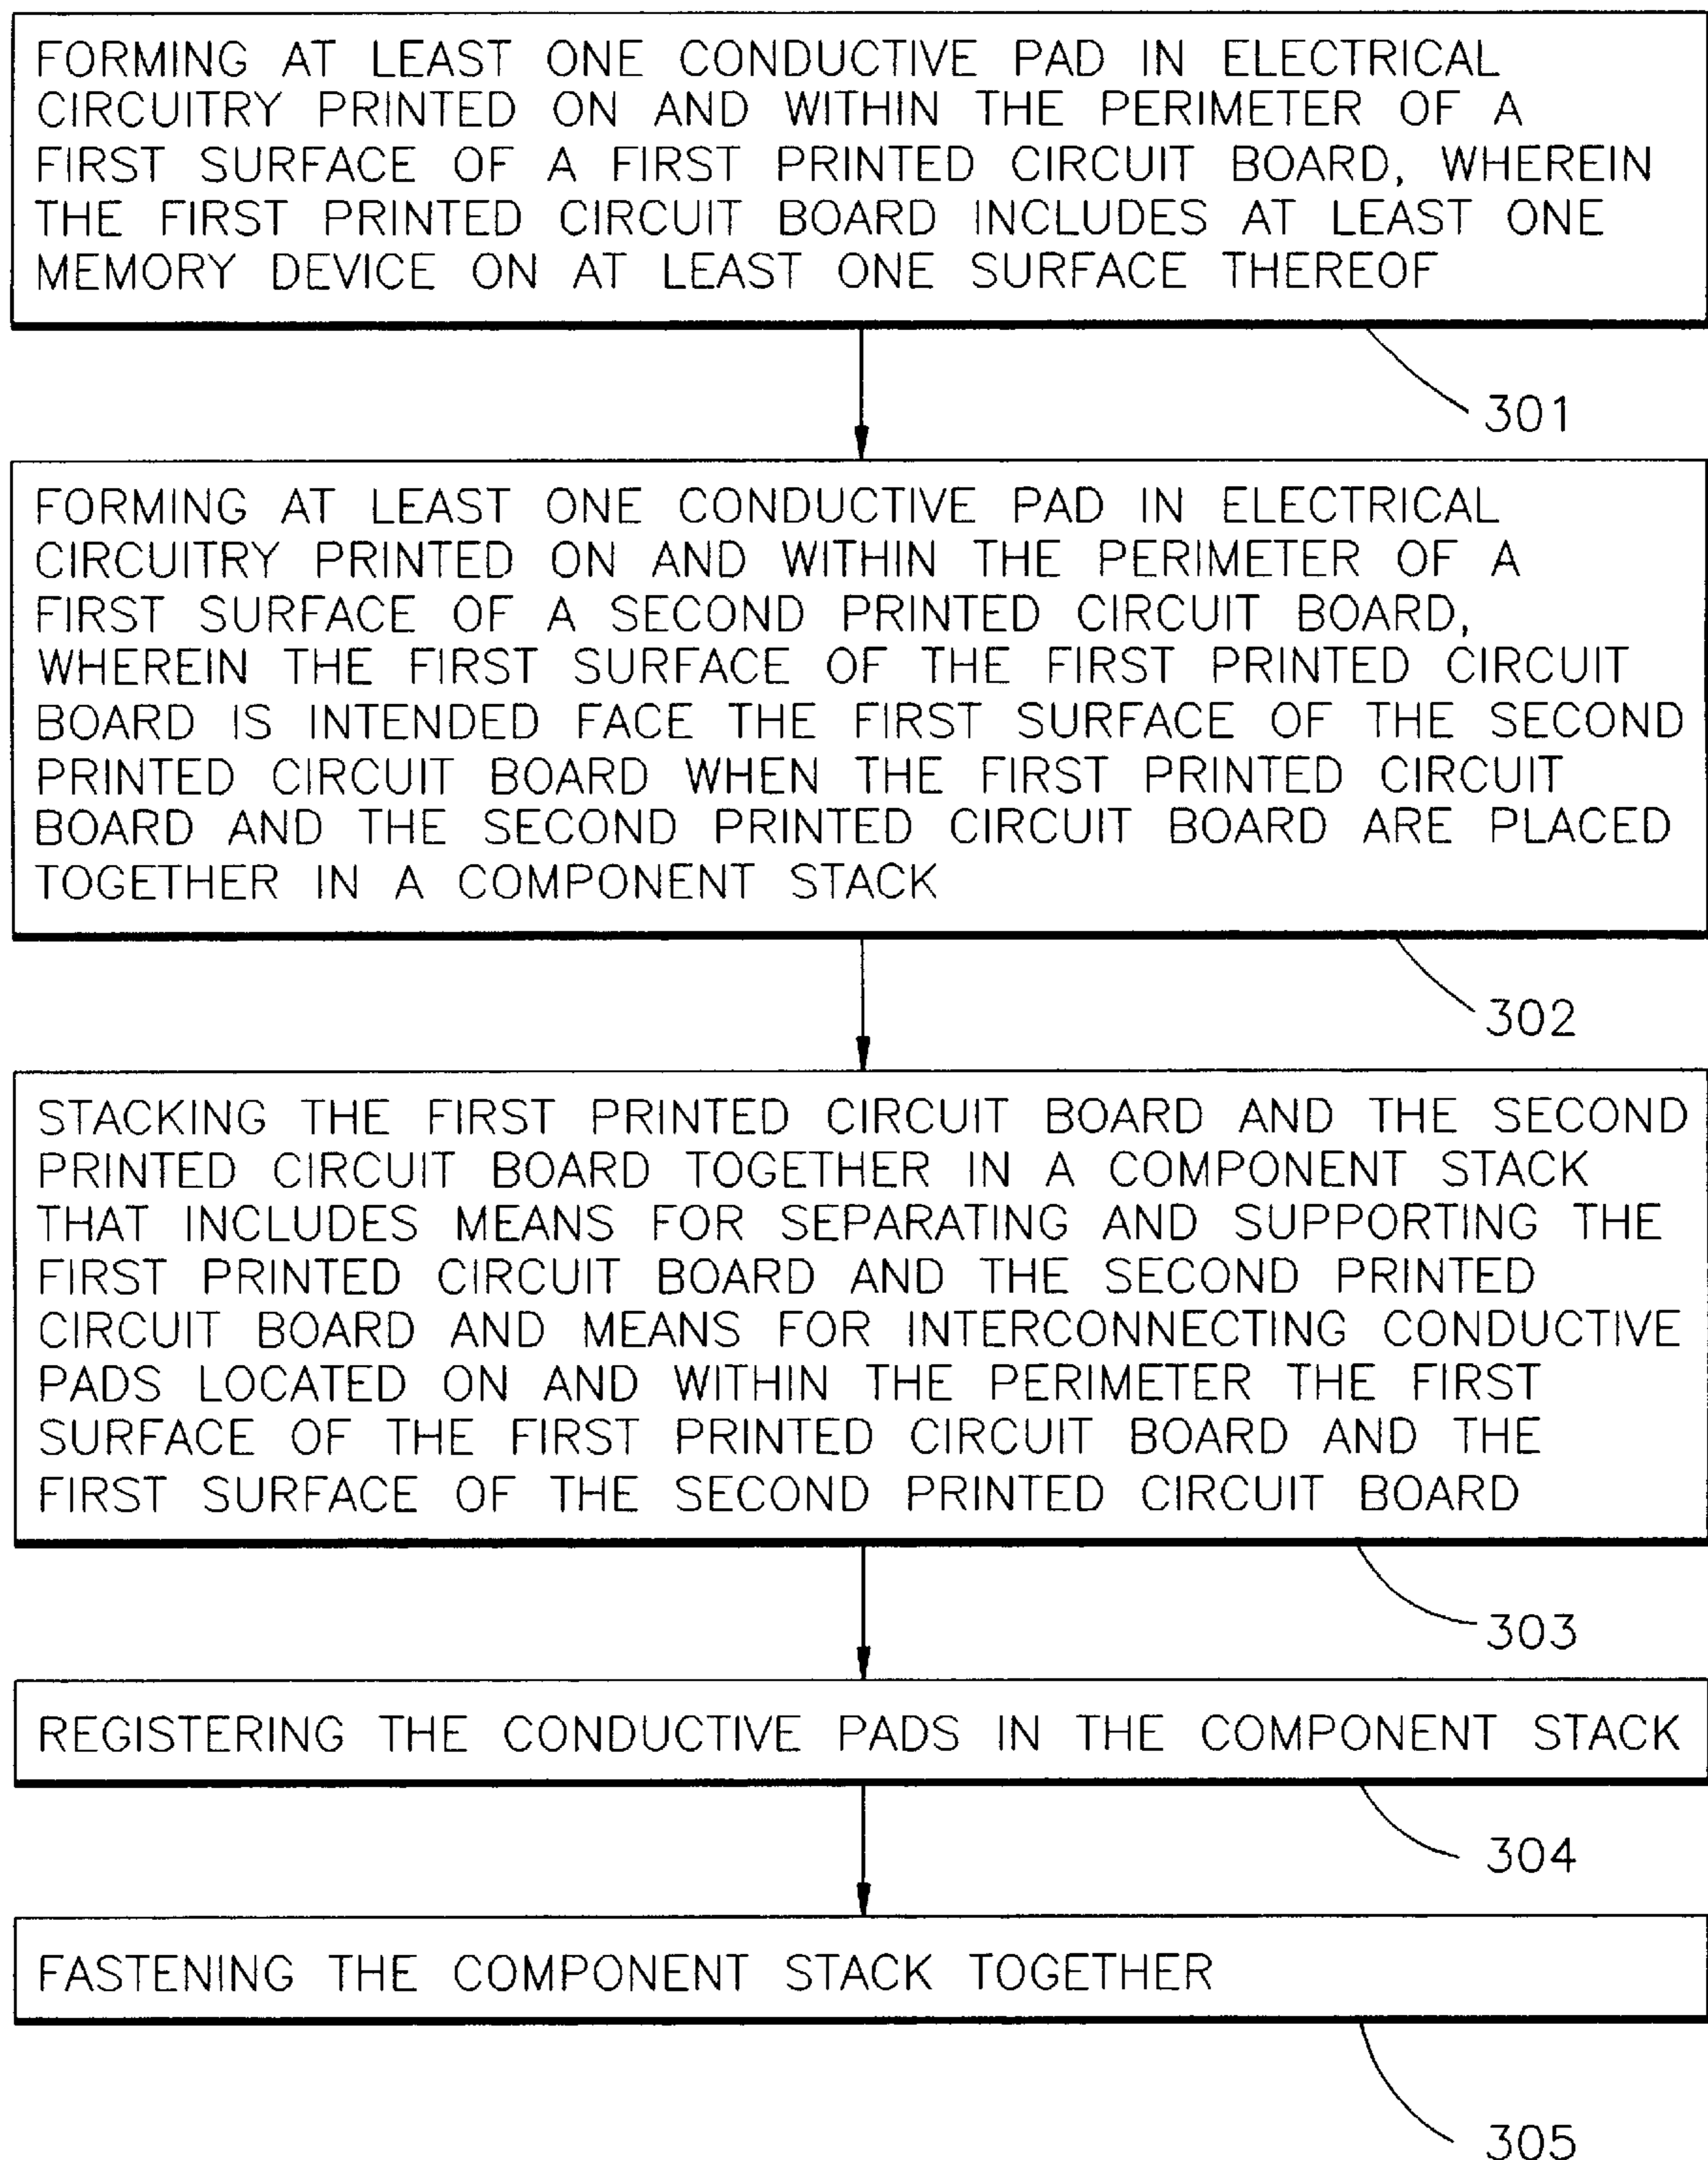 FORMING AT LEAST ONE CONDUCTIVE PAD IN ELECTRICAL
CIRCUITRY PRINTED ON AND WITHIN THE PERIMETER OF A
FIRST SURFACE OF A FIRST PRINTED CIRCUIT BOARD, WHEREIN
THE FIRST PRINTED CIRCUIT BOARD INCLUDES AT LEAST ONE
MEMORY DEVICE ON AT LEAST ONE SURFACE THEREOF
301
FORMING AT LEAST ONE CONDUCTIVE PAD IN ELECTRICAL
CIRCUITRY PRINTED ON AND WITHIN THE PERIMETER OF A
FIRST SURFACE OF A SECOND PRINTED CIRCUIT BOARD,
WHEREIN THE FIRST SURFACE OF THE FIRST PRINTED CIRCUIT
BOARD IS INTENDED FACE THE FIRST SURFACE OF THE SECOND
PRINTED CIRCUIT BOARD WHEN THE FIRST PRINTED CIRCUIT
BOARD AND THE SECOND PRINTED CIRCUIT BOARD ARE PLACED
TOGETHER IN A COMPONENT STACK
302
STACKING THE FIRST PRINTED CIRCUIT BOARD AND THE SECOND
PRINTED CIRCUIT BOARD TOGETHER IN A COMPONENT STACK
THAT INCLUDES MEANS FOR SEPARATING AND SUPPORTING THE
FIRST PRINTED CIRCUIT BOARD AND THE SECOND PRINTED
CIRCUIT BOARD AND MEANS FOR INTERCONNECTING CONDUCTIVE
PADS LOCATED ON AND WITHIN THE PERIMETER THE FIRST
SURFACE OF THE FIRST PRINTED CIRCUIT BOARD AND THE
FIRST SURFACE OF THE SECOND PRINTED CIRCUIT BOARD
303
REGISTERING THE CONDUCTIVE PADS IN THE COMPONENT STACK
304
FASTENING THE COMPONENT STACK TOGETHER
305